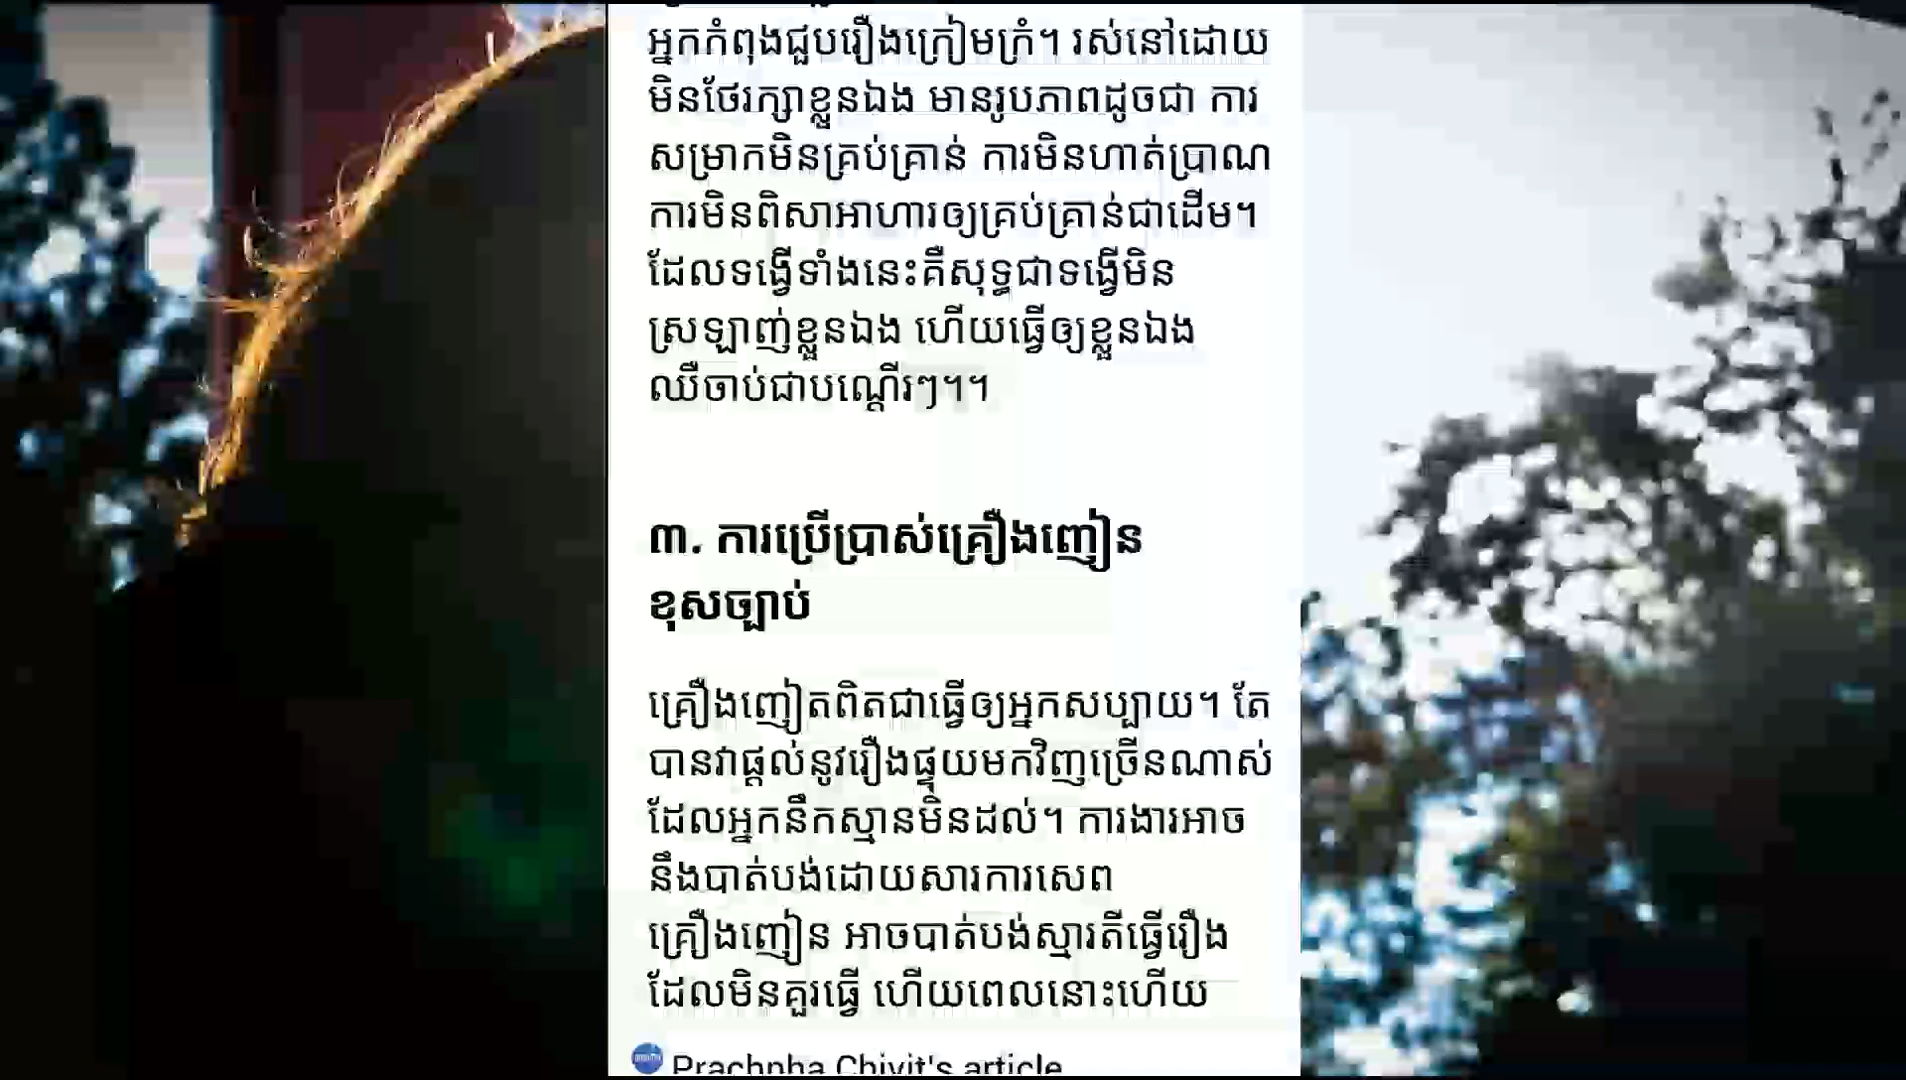 អ្នកកំពុងជួបរឿងក្រៀមក្រំ។ រស់នៅដោយ
មិនថែរក្សាខ្លួនឯង មានរូបភាពដូចជា ការ
សម្រាកមិនគ្រប់គ្រាន់ ការមិនហាត់ប្រាណ
ការមិនពិសាអាហារឲ្យគ្រប់គ្រាន់ជាដើម។
ដែលទង្វើទាំងនេះគឺសុទ្ធជាទង្វើមិន
ស្រឡាញ់ខ្លួនឯង ហើយធ្វើឲ្យខ្លួនឯង
ឈឺចាប់ជាបណ្ដើរៗ។។
៣. ការប្រើប្រាស់គ្រឿងញៀន
ខុសច្បាប់
គ្រឿងញៀតពិតជាធ្វើឲ្យអ្នកសប្បាយ។ តែ
បានវាផ្ដល់នូវរឿងផ្ទុយមកវិញច្រើនណាស់
ដែលអ្នកនឹកស្មានមិនដល់។ ការងារអាច
នឹងបាត់បង់ដោយសារការសេព
គ្រឿងញៀន អាចបាត់បង់ស្មារតីធ្វើរឿង
ដែលមិនគួរធ្វើ ហើយពេលនោះហើយ
Prachnha Chivit's article